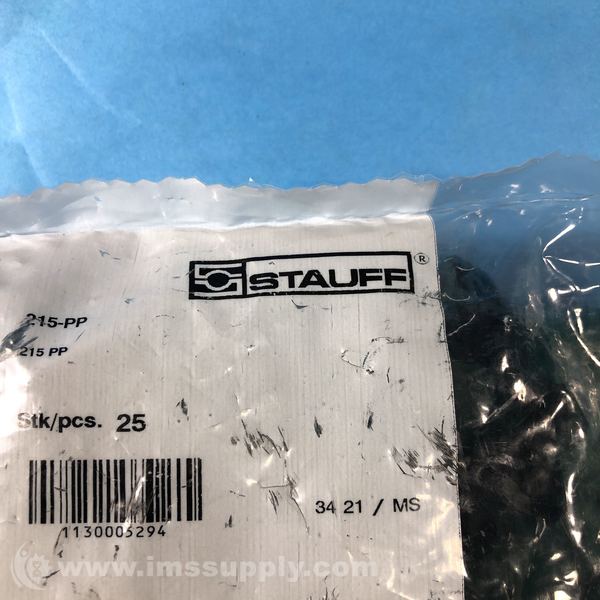 STAUFF®
215-PP
215 PP
Stk/pcs. 25
34 21 / MS
1130005294
www.imssupply.com